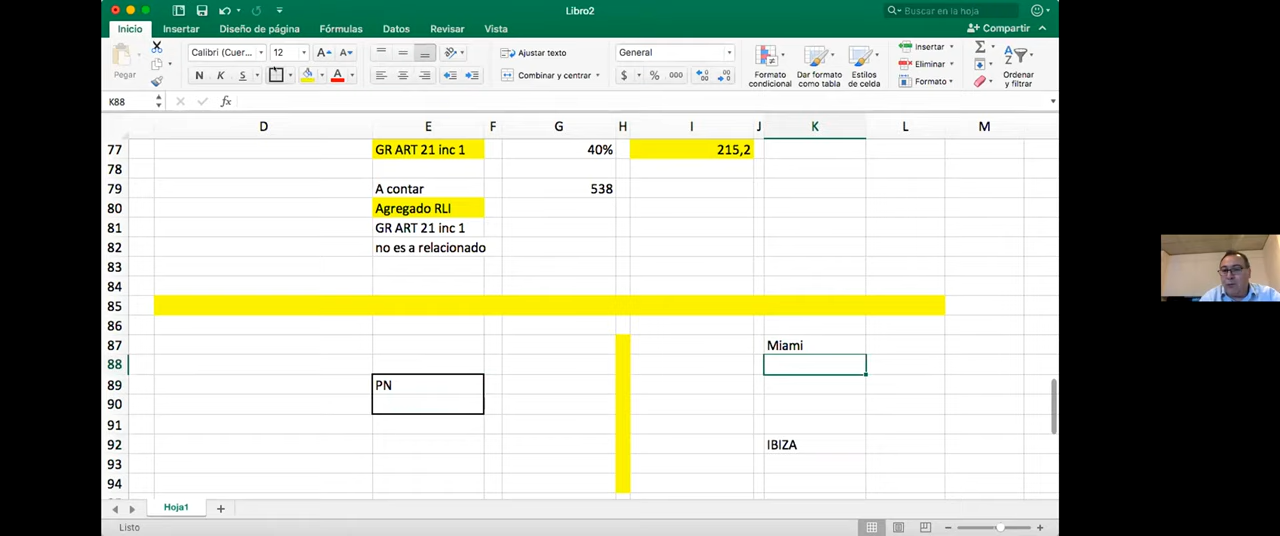 Libro2
Buscar en la hoja
Inicio Insertar Diseño de página Fórmulas Datos Revisar Vista Compartir
Pegar
Calibri (Cuer... 12 A A
N K S A
Ajustar texto
Combinar y centrar
General
$ % 000
Formato condicional
Dar formato como tabla
Estilos de celda
Insertar
Eliminar
Formato
Ordenar y filtrar
K88 fx
D E F G H I J K L M
77 GR ART 21 inc 1 40% 215,2
78
79 A contar 538
80 Agregado RLI
81 GR ART 21 inc 1
82 no es a relacionado
83
84
85
86
87 Miami
88
89 PN
90
91
92 IBIZA
93
94
Hoja1
Listo